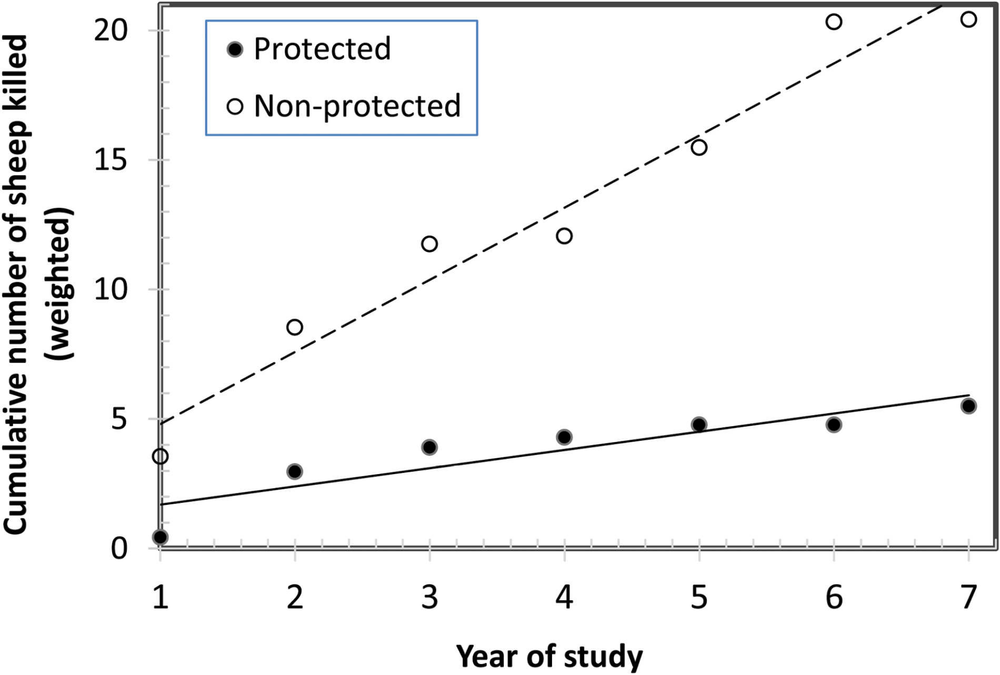 Cumulative number of sheep killed
(weighted)
20
15
10
5
0
Protected
Non-protected
1 2 3 4 5 6 7
Year of study